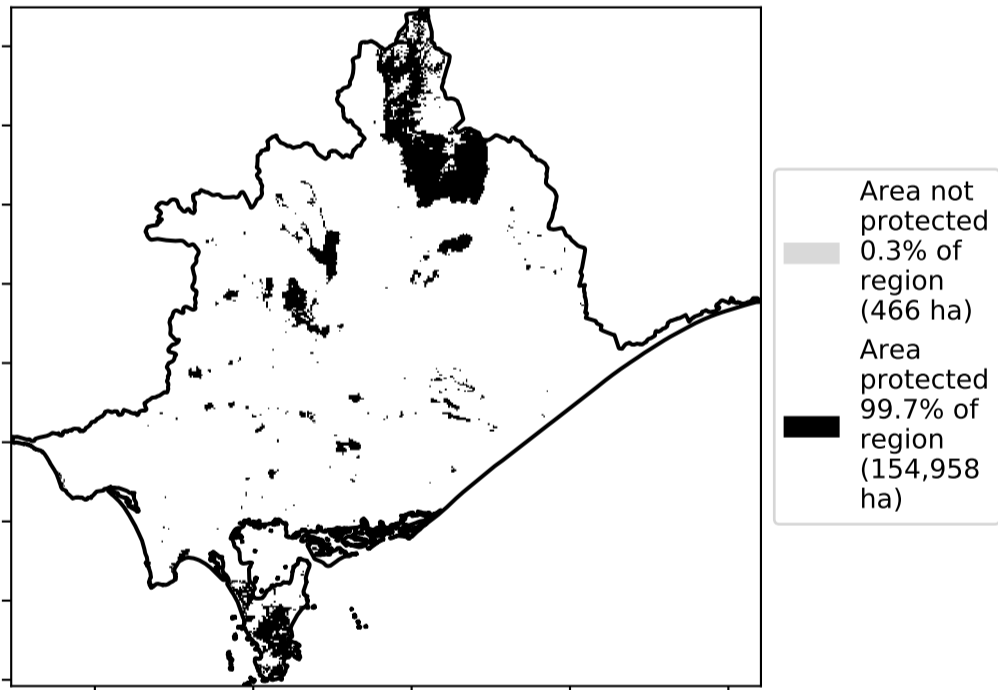 Area not
protected
0.3% of
region
(466 ha)
Area
protected
99.7% of
region
(154,958
ha)